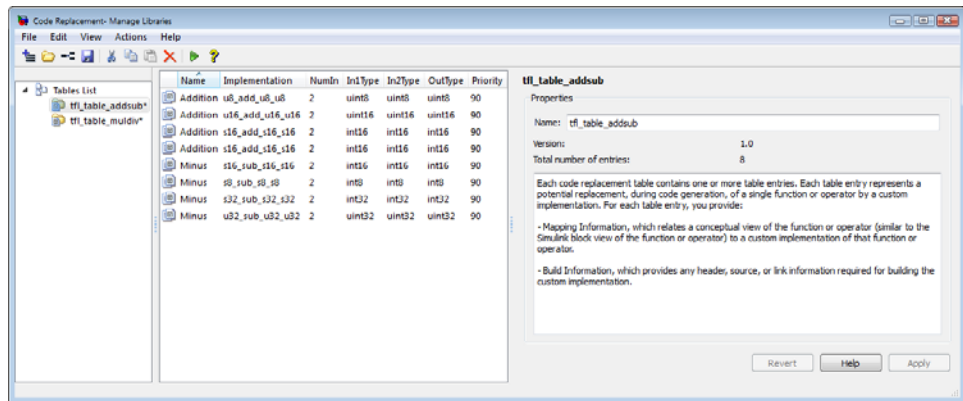 Code Replacement- Manage Libraries
File Edit View Actions Help
Tables List
tfl_table_addsub*
tfl_table_muldiv*
Name Implementation NumIn In1Type In2Type OutType Priority
Addition u8_add_u8_u8 2 uint8 uint8 uint8 90
Addition u16_add_u16_u16 2 uint16 uint16 uint16 90
Addition s16_add_s16_s16 2 int16 int16 int16 90
Addition s16_add_s16_s16 2 int16 int16 int16 90
Minus s16_sub_s16_s16 2 int16 int16 int16 90
Minus s8_sub_s8_s8 2 int8 int8 int8 90
Minus s32_sub_s32_s32 2 int32 int32 int32 90
Minus u32_sub_u32_u32 2 uint32 uint32 uint32 90
tfl_table_addsub
Properties
Name: tfl_table_addsub
Version: 1.0
Total number of entries: 8
Each code replacement table contains one or more table entries. Each table entry represents a
potential replacement, during code generation, of a single function or operator by a custom
implementation. For each table entry, you provide:
- Mapping Information, which relates a conceptual view of the function or operator (similar to the
Simulink block view of the function or operator) to a custom implementation of that function or
operator.
- Build Information, which provides any header, source, or link information required for building the
custom implementation.
Revert Help Apply